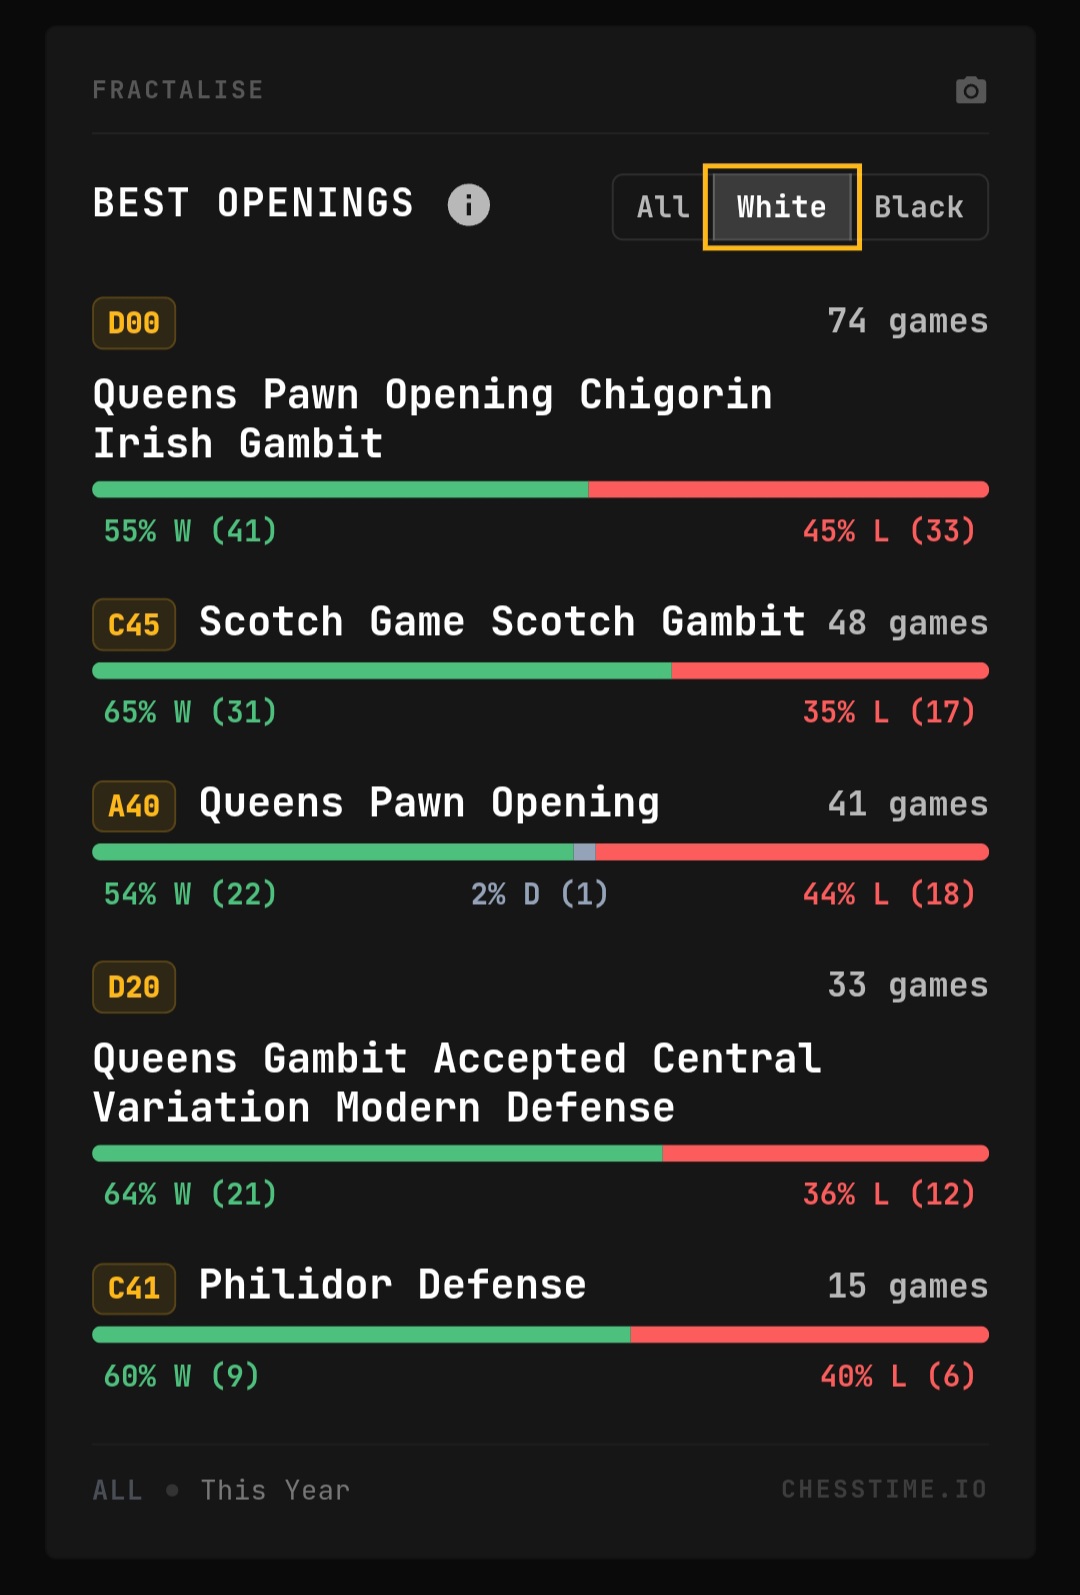 FRACTALISE
BEST OPENINGS i All White Black
D00 74 games
Queens Pawn Opening Chigorin
Irish Gambit
55% W (41) 45% L (33)
C45 Scotch Game Scotch Gambit 48 games
65% W (31) 35% L (17)
A40 Queens Pawn Opening 41 games
54% W (22) 2% D (1) 44% L (18)
D20 33 games
Queens Gambit Accepted Central
Variation Modern Defense
64% W (21) 36% L (12)
C41 Philidor Defense 15 games
60% W (9) 40% L (6)
ALL • This Year CHESSTIME.IO